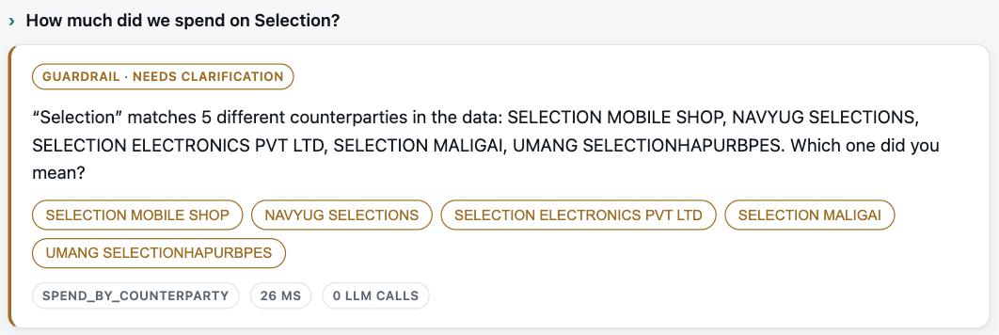 › How much did we spend on Selection?
GUARDRAIL · NEEDS CLARIFICATION
“Selection” matches 5 different counterparties in the data: SELECTION MOBILE SHOP, NAVYUG SELECTIONS,
SELECTION ELECTRONICS PVT LTD, SELECTION MALIGAI, UMANG SELECTIONHAPURBPES. Which one did you
mean?
SELECTION MOBILE SHOP NAVYUG SELECTIONS SELECTION ELECTRONICS PVT LTD SELECTION MALIGAI
UMANG SELECTIONHAPURBPES
SPEND_BY_COUNTERPARTY 26 MS 0 LLM CALLS